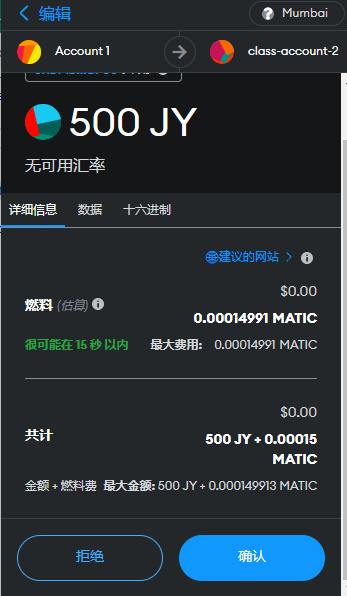 编辑
Mumbai
Account 1
class-account-2
500 JY
无可用汇率
详细信息 数据 十六进制
建议的网站
$0.00
燃料 (估算)
0.00014991 MATIC
很可能在 15 秒以内 最大费用: 0.00014991 MATIC
$0.00
共计
500 JY + 0.00015
MATIC
金额 + 燃料费 最大金额: 500 JY + 0.000149913 MATIC
拒绝
确认